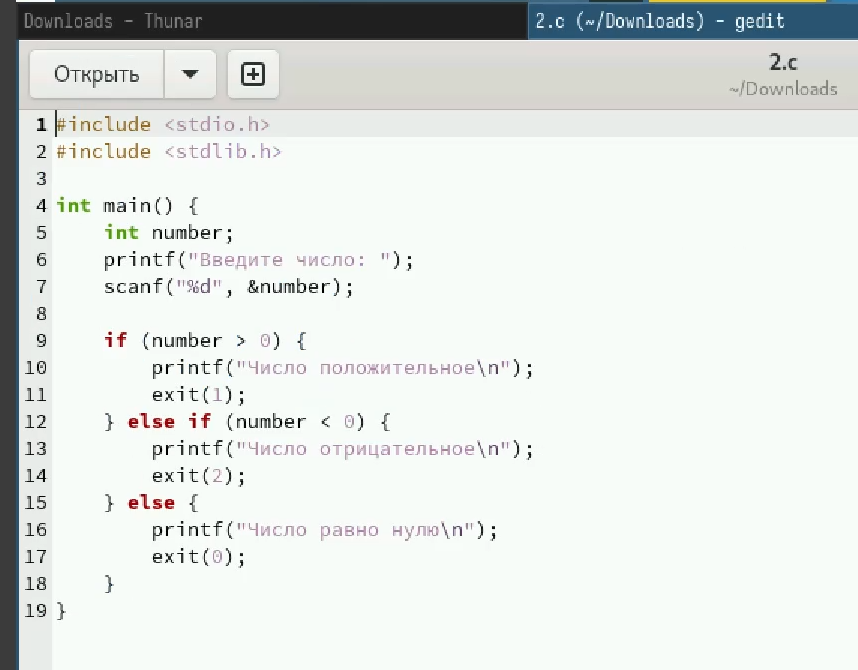 Downloads - Thunar
2.c (~/Downloads) - gedit
Открыть
2.c
~/Downloads
1 #include <stdio.h>
2 #include <stdlib.h>
3
4 int main() {
5     int number;
6     printf("Введите число: ");
7     scanf("%d", &number);
8
9     if (number > 0) {
10         printf("Число положительное\n");
11         exit(1);
12     } else if (number < 0) {
13         printf("Число отрицательное\n");
14         exit(2);
15     } else {
16         printf("Число равно нулю\n");
17         exit(0);
18     }
19 }